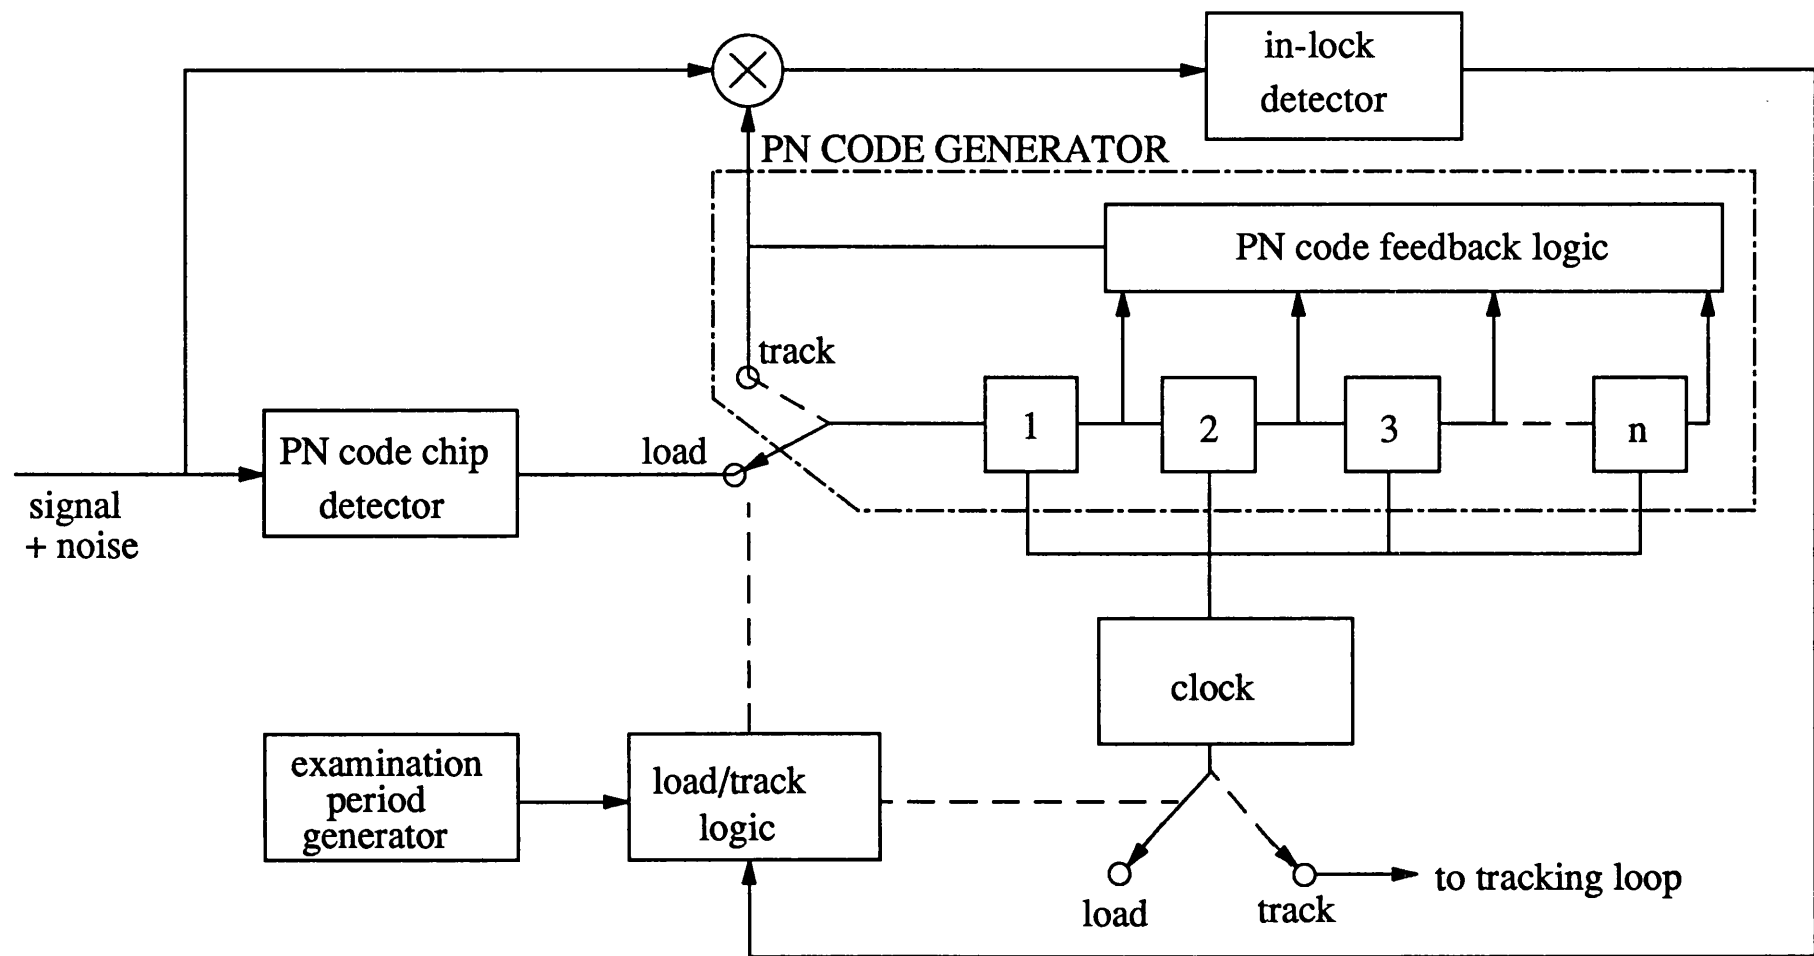 in-lock
detector
PN CODE GENERATOR
PN code feedback logic
track
1
2
3
n
load
PN code chip
detector
signal
+ noise
clock
examination
period
generator
load/track
logic
load
track
to tracking loop